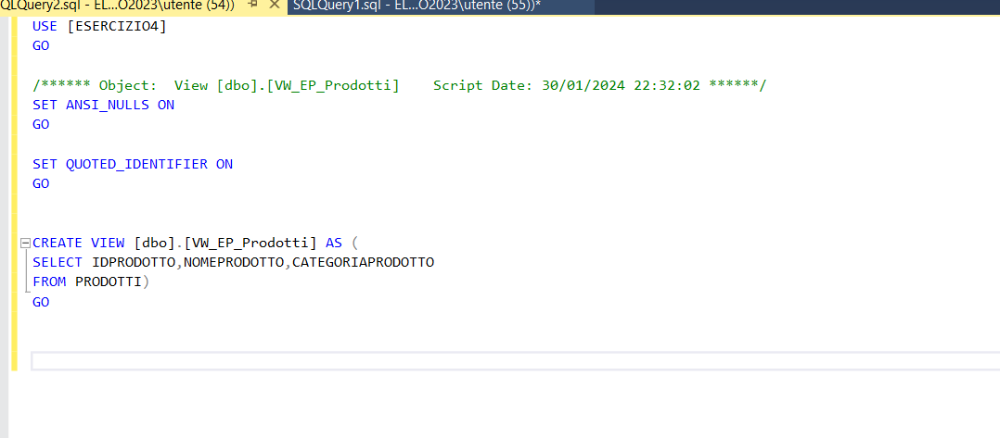 QLQuery2.sql - EL...O2023\utente (54)) SQLQuery1.sql - EL...O2023\utente (55))*
USE [ESERCIZIO4]
GO
/****** Object:  View [dbo].[VW_EP_Prodotti]    Script Date: 30/01/2024 22:32:02 ******/
SET ANSI_NULLS ON
GO
SET QUOTED_IDENTIFIER ON
GO
CREATE VIEW [dbo].[VW_EP_Prodotti] AS (
SELECT IDPRODOTTO,NOMEPRODOTTO,CATEGORIAPRODOTTO
FROM PRODOTTI)
GO